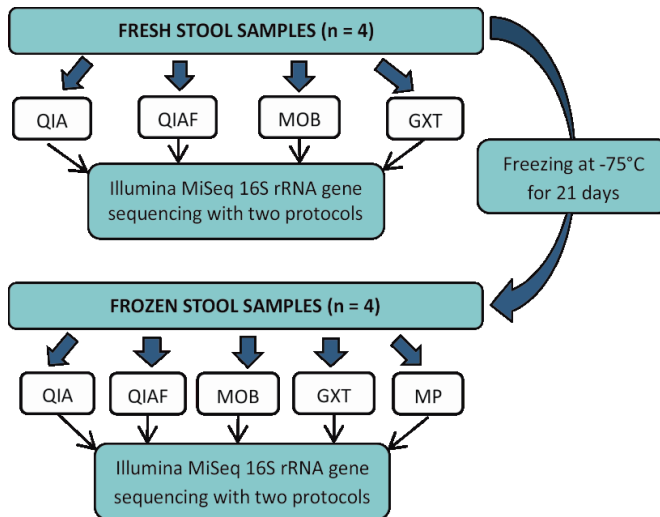 FRESH STOOL SAMPLES (n = 4)
QIA
QIAF
MOB
GXT
Illumina MiSeq 16S rRNA gene
sequencing with two protocols
Freezing at -75°C
for 21 days
FROZEN STOOL SAMPLES (n = 4)
QIA
QIAF
MOB
GXT
MP
Illumina MiSeq 16S rRNA gene
sequencing with two protocols